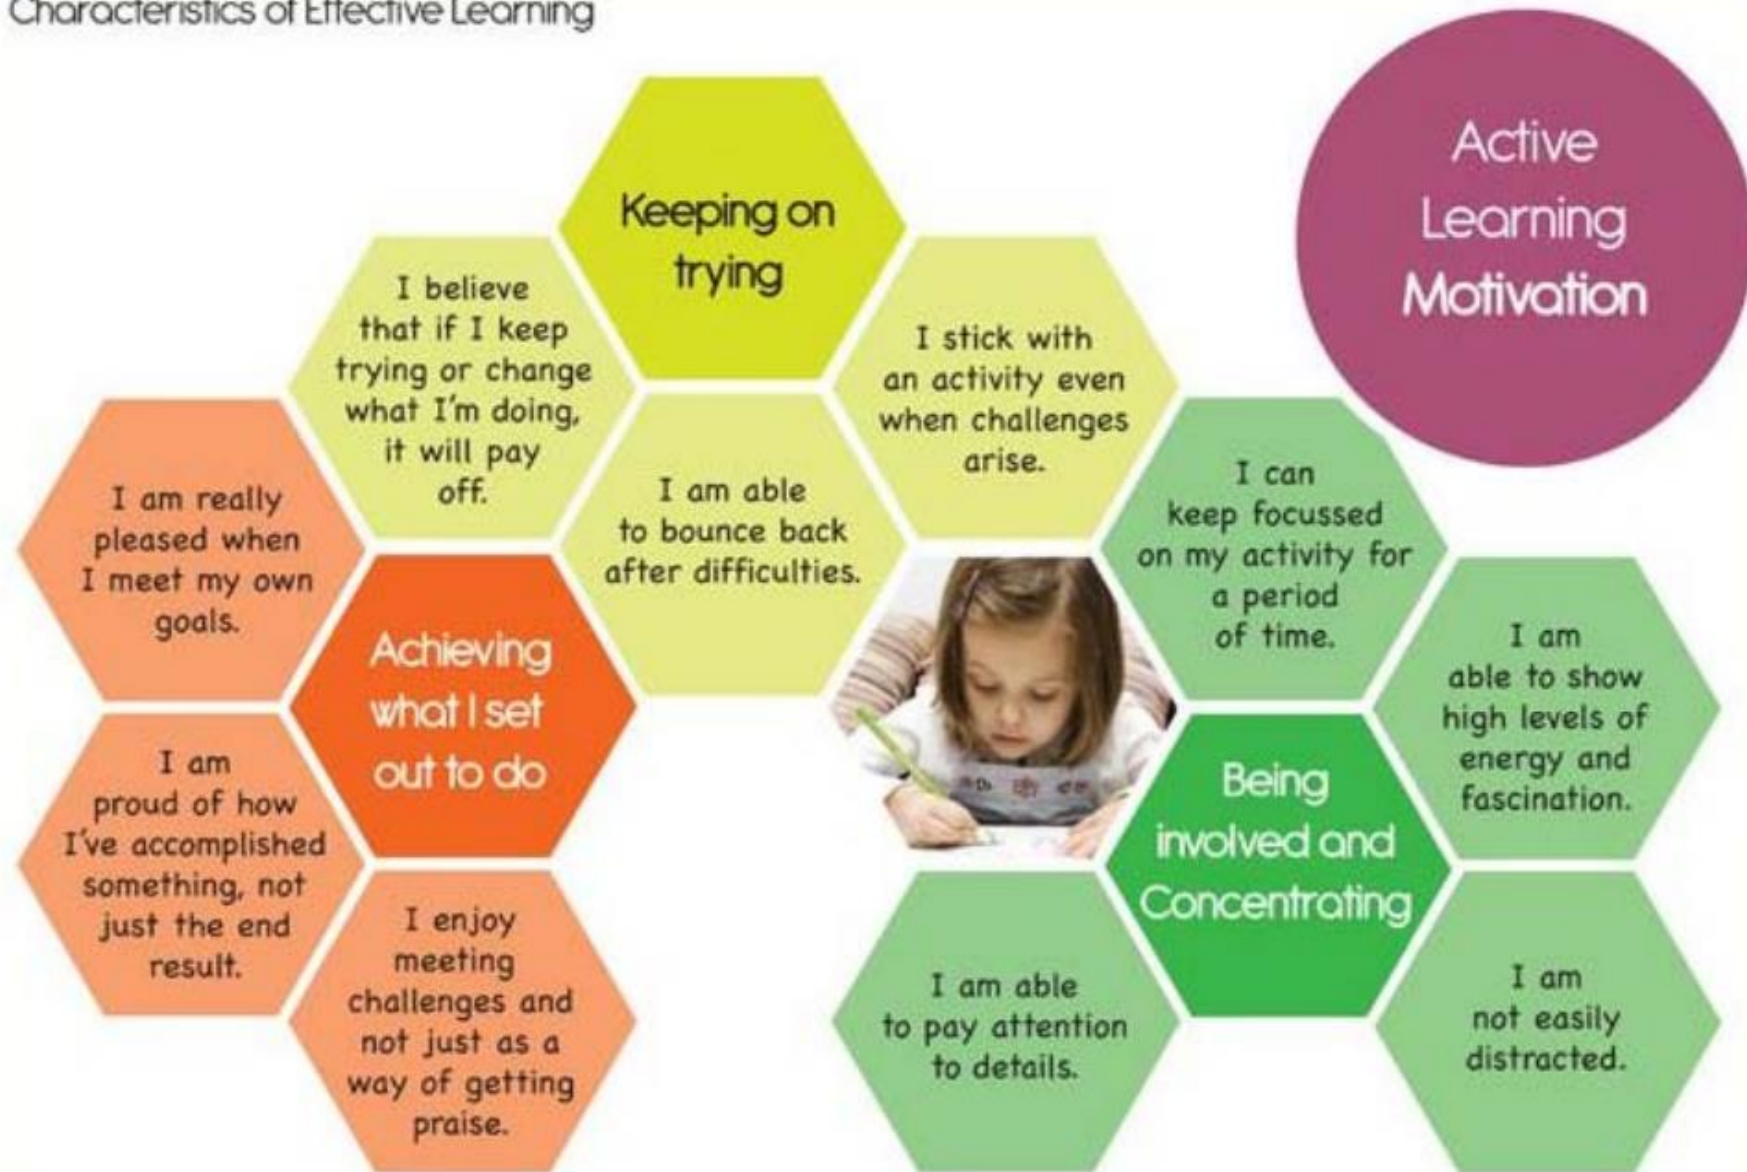 Characteristics of Effective Learning
Active
Learning
Motivation
Keeping on
trying
I believe
that if I keep
trying or change
what I'm doing,
it will pay
off.
I am able
to bounce back
after difficulties.
I stick with
an activity even
when challenges
arise.
Achieving
what I set
out to do
I am really
pleased when
I meet my own
goals.
I am
proud of how
I've accomplished
something, not
just the end
result.
I enjoy
meeting
challenges and
not just as a
way of getting
praise.
Being
involved and
Concentrating
I can
keep focussed
on my activity for
a period
of time.
I am
able to show
high levels of
energy and
fascination.
I am able
to pay attention
to details.
I am
not easily
distracted.